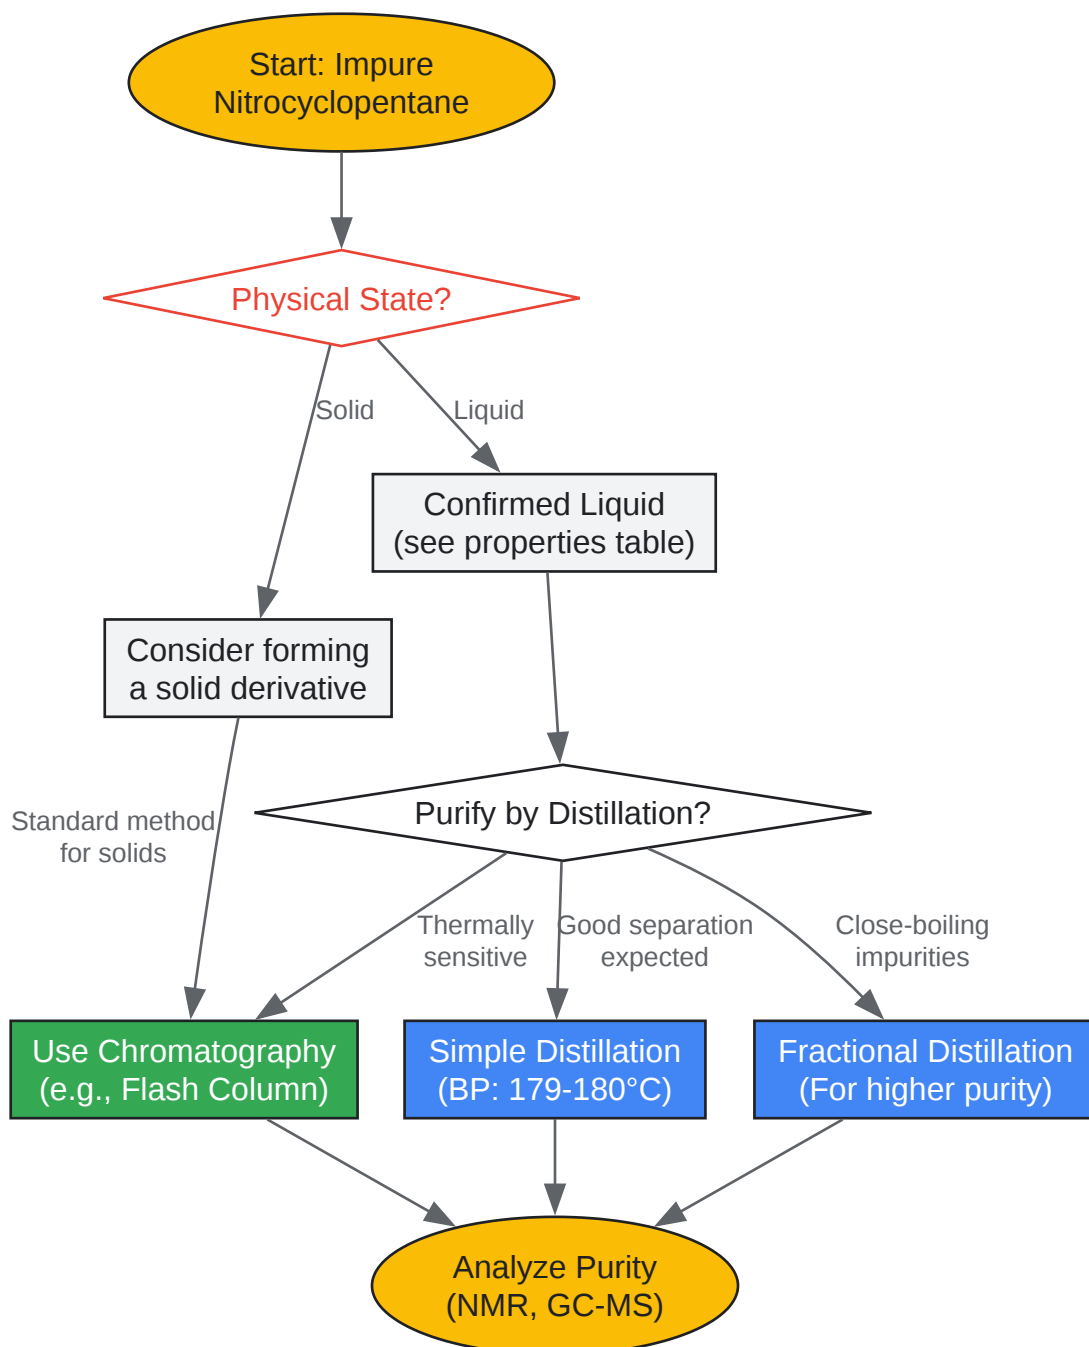 Start: Impure
Nitrocyclopentane
Physical State?
Solid
Liquid
Confirmed Liquid
(see properties table)
Consider forming
a solid derivative
Purify by Distillation?
Standard method
for solids
Thermally
sensitive
Good separation
expected
Close-boiling
impurities
Use Chromatography
(e.g., Flash Column)
Simple Distillation
(BP: 179-180°C)
Fractional Distillation
(For higher purity)
Analyze Purity
(NMR, GC-MS)